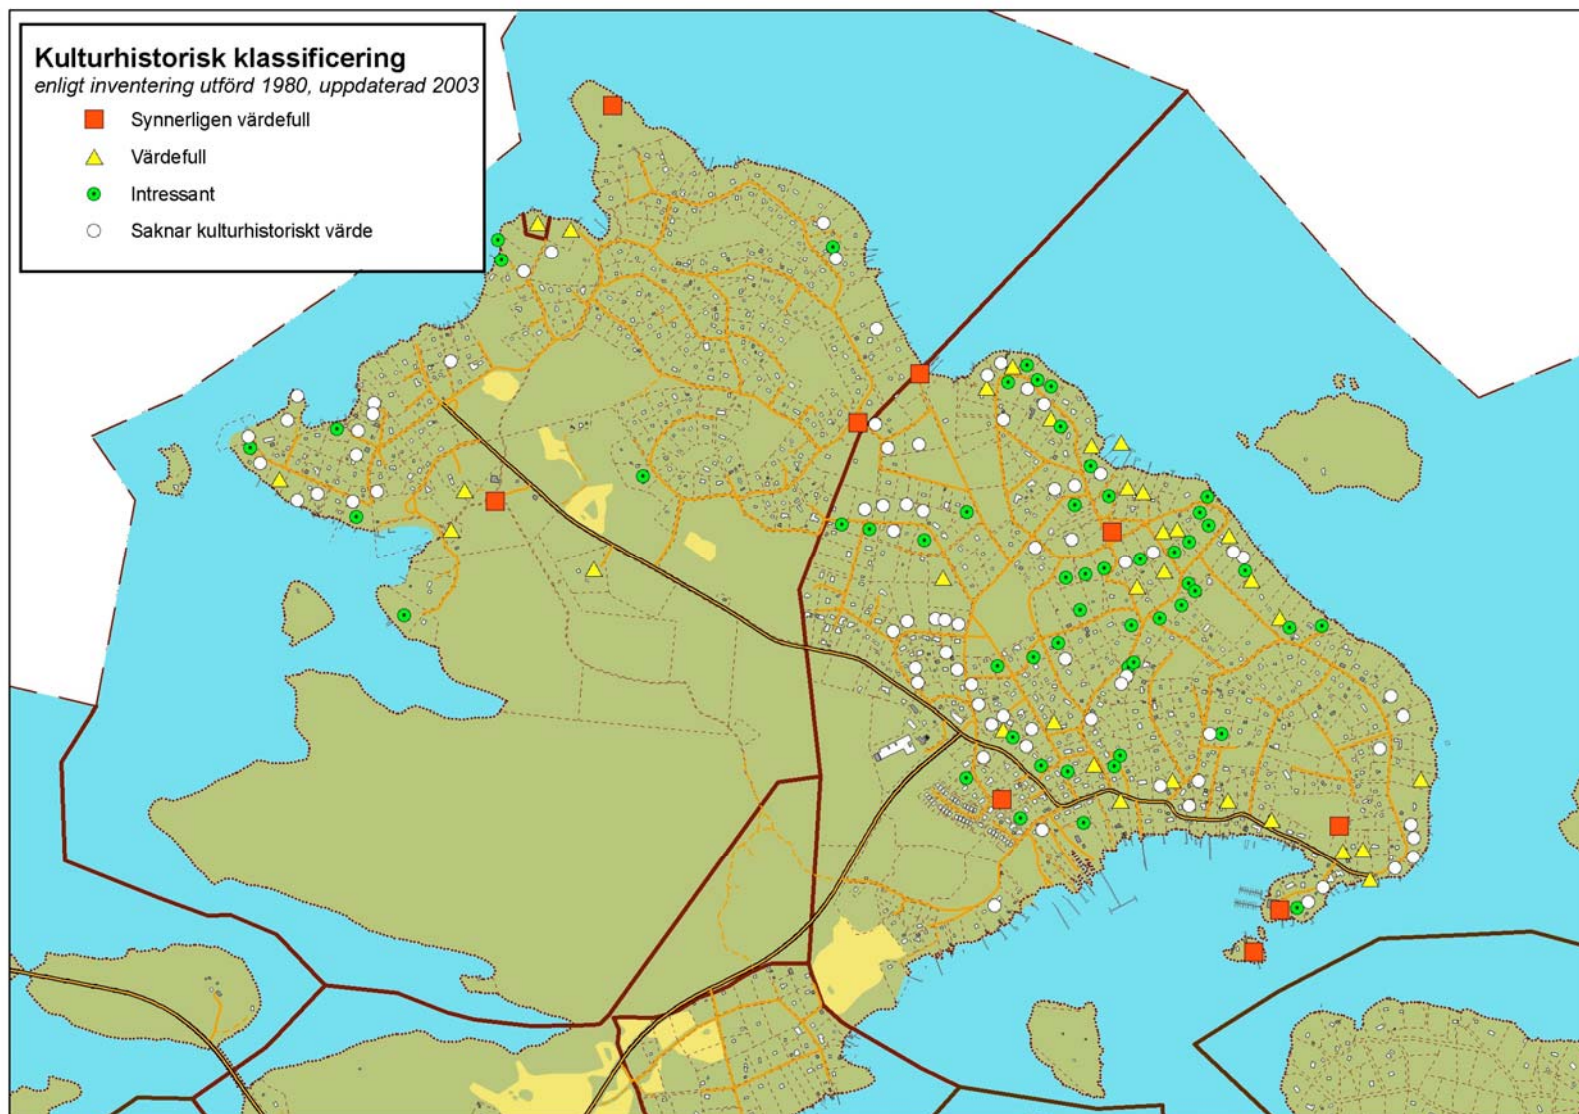 Kulturhistorisk klassificering
enligt inventering utförd 1980, uppdaterad 2003
Synnerligen värdefull
Värdefull
Intressant
Saknar kulturhistoriskt värde